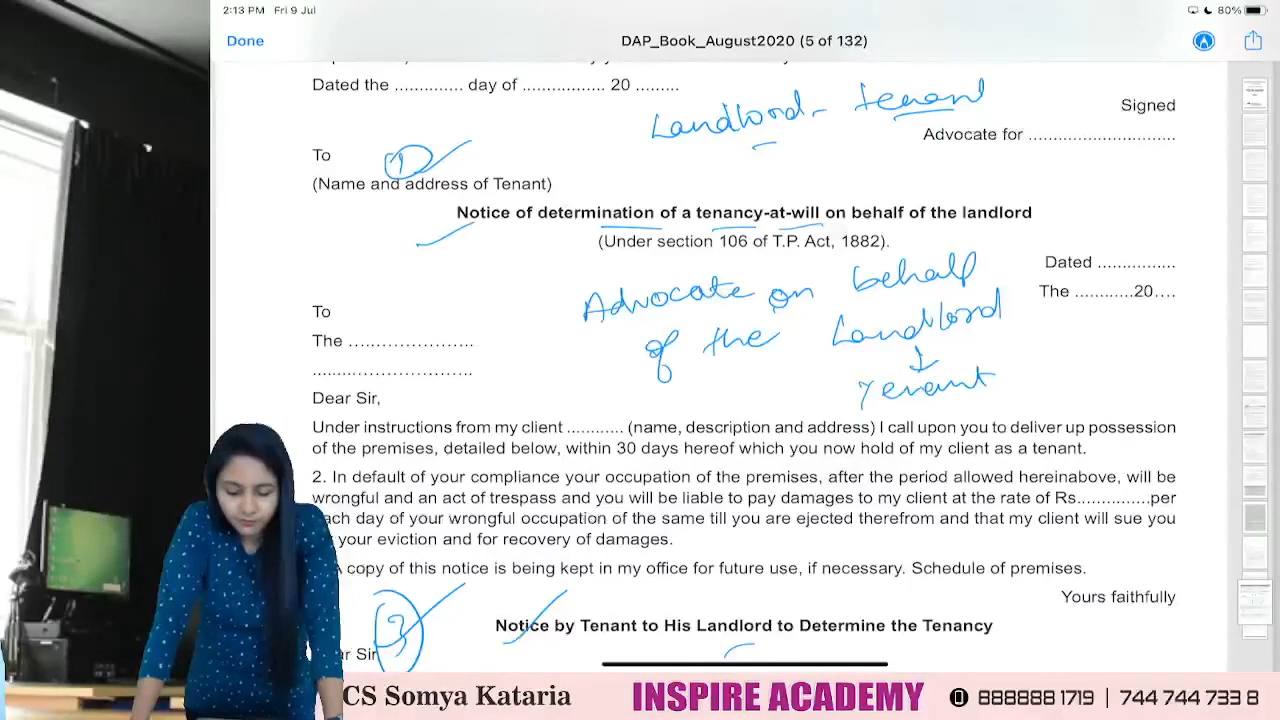 2:13 PM Fri 9 Jul
80%
Done
DAP_Book_August2020 (5 of 132)
Dated the .............. day of ................. 20 .........
Landlord - tenant
Signed
Advocate for ..............................
To
1
(Name and address of Tenant)
Notice of determination of a tenancy-at-will on behalf of the landlord
(Under section 106 of T.P. Act, 1882).
Dated ................
Advocate on behalf
The ............20....
To
of the Landlord
The ........................
...........................
Tenant
Dear Sir,
Under instructions from my client ............ (name, description and address) I call upon you to deliver up possession
of the premises, detailed below, within 30 days hereof which you now hold of my client as a tenant.
2. In default of your compliance your occupation of the premises, after the period allowed hereinabove, will be
wrongful and an act of trespass and you will be liable to pay damages to my client at the rate of Rs...............per
each day of your wrongful occupation of the same till you are ejected therefrom and that my client will sue you
your eviction and for recovery of damages.
A copy of this notice is being kept in my office for future use, if necessary. Schedule of premises.
Yours faithfully
3
Notice by Tenant to His Landlord to Determine the Tenancy
ar Sir
CS Somya Kataria INSPIRE ACADEMY 888888 1719 | 744 744 733 8